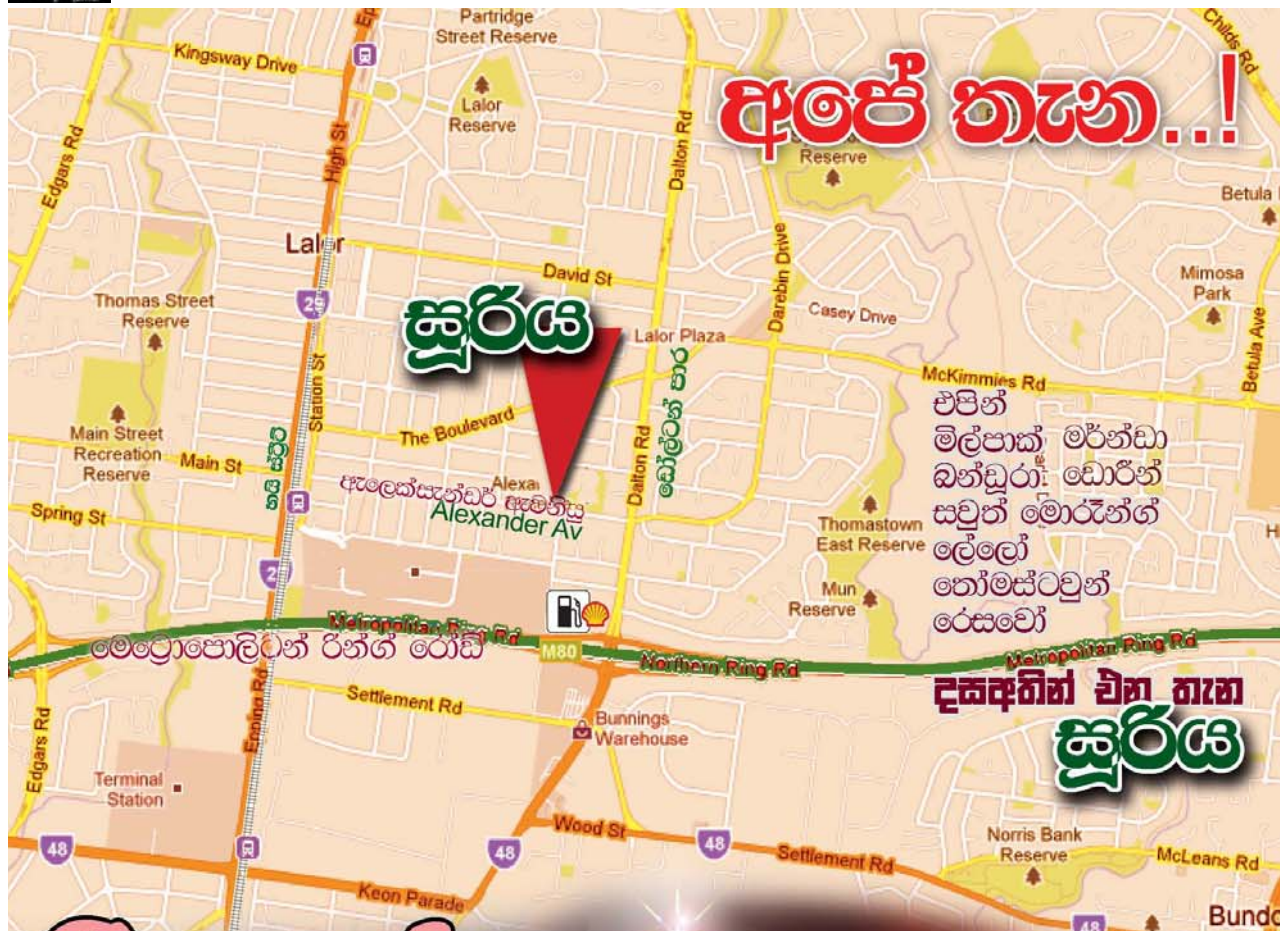 Partridge
Street Reserve
Childs Rd
Kingsway Drive
අපේ තැන..!
Lalor
Reserve
Edgars Rd
High St
Dalton Rd
Reserve
Betula
Lalor
David St
Darebin Drive
Mimosa
Park
Thomas Street
Reserve
29
සූරිය
Casey Drive
Lalor Plaza
Betula Ave
ඩෝල්ටන් පාර
McKimmies Rd
Station St
The Boulevard
එපින්
Main Street
Recreation
Reserve
Main St
හයි ස්ට්‍රීට්
Dalton Rd
මිල්පාක් මර්න්ඩා
බන්ඩූරා ඩොරීන්
ඇලෙක්සැන්ඩර් ඇවනියු
Alexander Av
Spring St
Thomastown
East Reserve
සවුත් මොරෑන්ග්
ලේලෝ
තෝමස්ටවුන්
රෙසවෝ
Mun
Reserve
Metropolitan Ring Rd
මෙට්‍රොපොලිටන් රින්ග් රෝඩ්
M80
Northern Ring Rd
Metropolitan Ring Rd
දසඅතින් එන තැන
සූරිය
Settlement Rd
Bunnings
Warehouse
Edgars Rd
Epping Rd
Terminal
Station
Wood St
48
48
48
Settlement Rd
Norris Bank
Reserve
McLeans Rd
Keon Parade
48